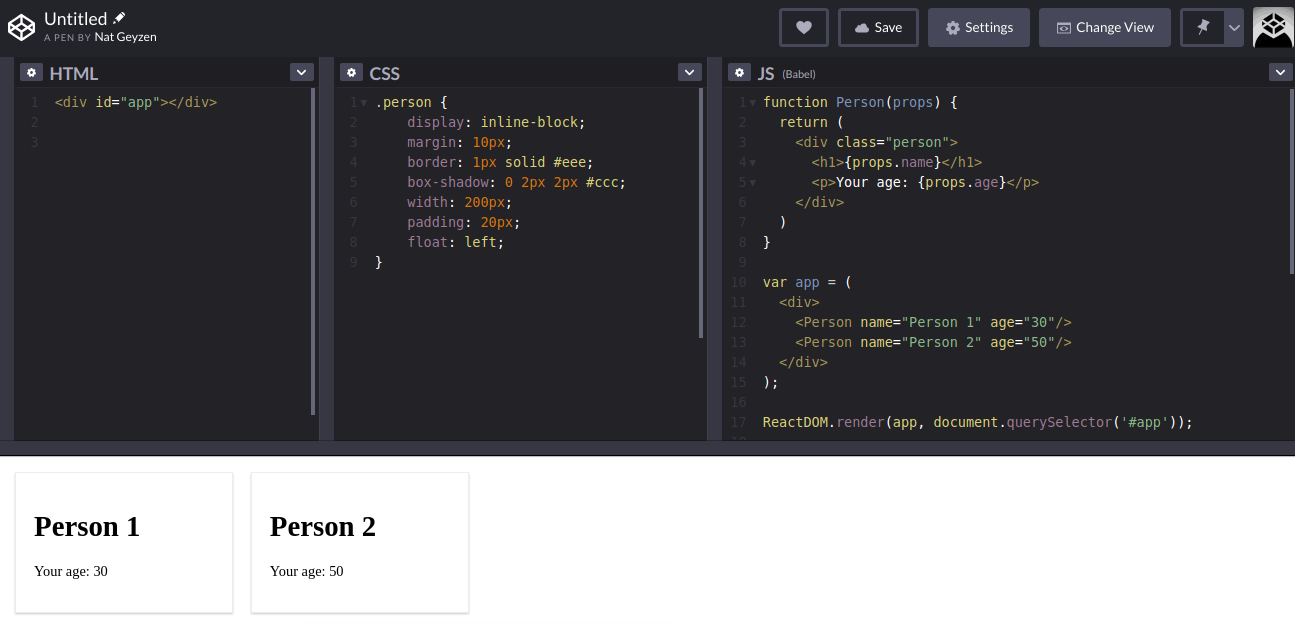 Untitled
A PEN BY Nat Geyzen
Save
Settings
Change View
HTML
1 <div id="app"></div>
2
3
CSS
1 .person {
2     display: inline-block;
3     margin: 10px;
4     border: 1px solid #eee;
5     box-shadow: 0 2px 2px #ccc;
6     width: 200px;
7     padding: 20px;
8     float: left;
9 }
JS (Babel)
1 function Person(props) {
2   return (
3     <div class="person">
4       <h1>{props.name}</h1>
5       <p>Your age: {props.age}</p>
6     </div>
7   )
8 }
9
10 var app = (
11   <div>
12     <Person name="Person 1" age="30"/>
13     <Person name="Person 2" age="50"/>
14   </div>
15 );
16
17 ReactDOM.render(app, document.querySelector('#app'));
Person 1
Your age: 30
Person 2
Your age: 50